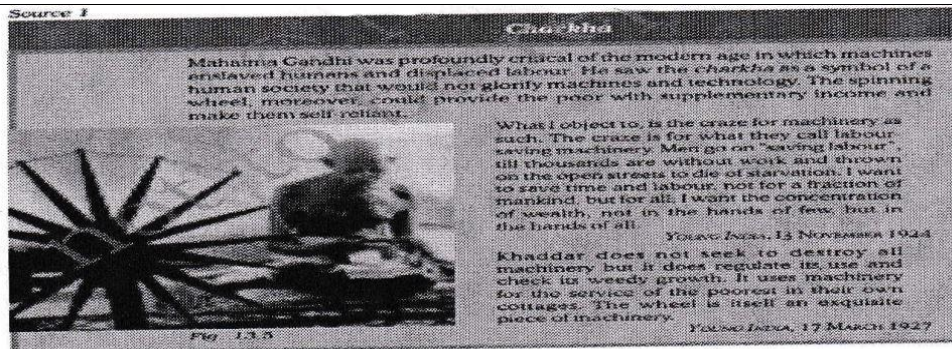 Source 1
Charkha
Mahatma Gandhi was profoundly critical of the modern age in which machines
enslaved humans and displaced labour. He saw the charkha as a symbol of a
human society that would not glorify machines and technology. The spinning
wheel, moreover, could provide the poor with supplementary income and
make them self-reliant.
What I object to, is the craze for machinery as
such. The craze is for what they call labour-
saving machinery. Men go on "saving labour",
till thousands are without work and thrown
on the open streets to die of starvation. I want
to save time and labour, not for a fraction of
mankind, but for all; I want the concentration
of wealth, not in the hands of few, but in
the hands of all.
YOUNG INDIA, 13 NOVEMBER 1924
Khaddar does not seek to destroy all
machinery but it does regulate its use and
check its weedy growth. It uses machinery
for the service of the poorest in their own
cottages. The wheel is itself an exquisite
piece of machinery.
YOUNG INDIA, 17 MARCH 1927
Fig 13.5